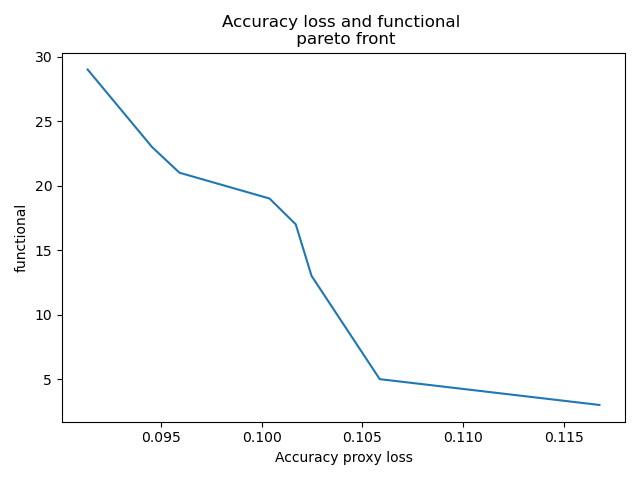 Accuracy loss and functional
pareto front
30
25
20
15
10
5
functional
0.095 0.100 0.105 0.110 0.115
Accuracy proxy loss